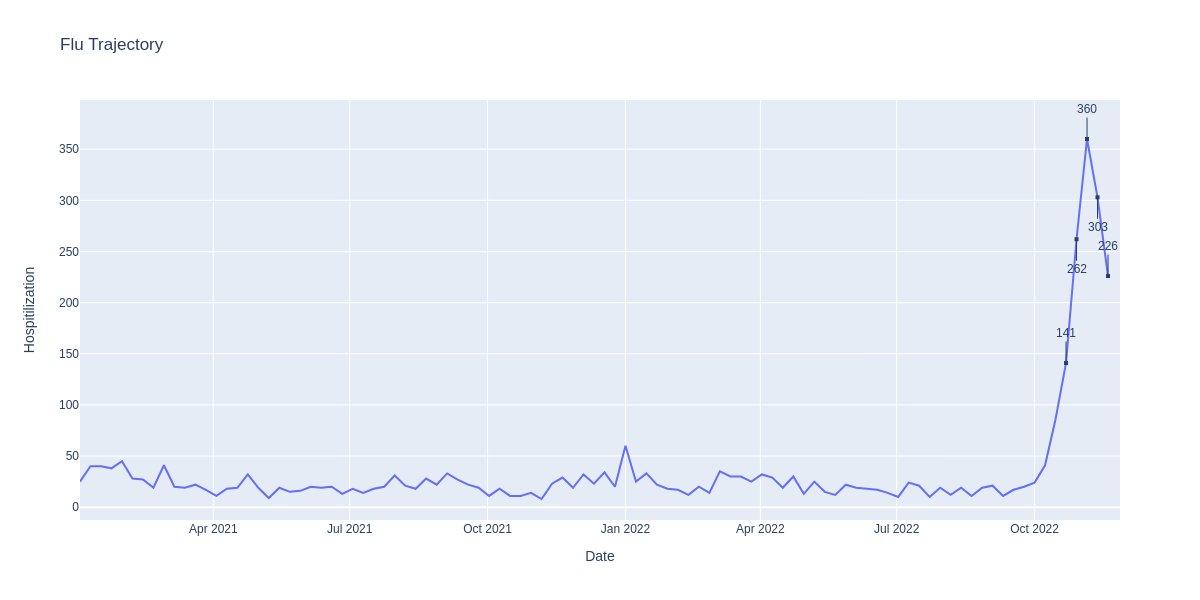 Flu Trajectory
360
350
300
303
226
250
262
200
141
150
100
50
0
Apr 2021
Jul 2021
Oct 2021
Jan 2022
Apr 2022
Jul 2022
Oct 2022
Hospitilization
Date